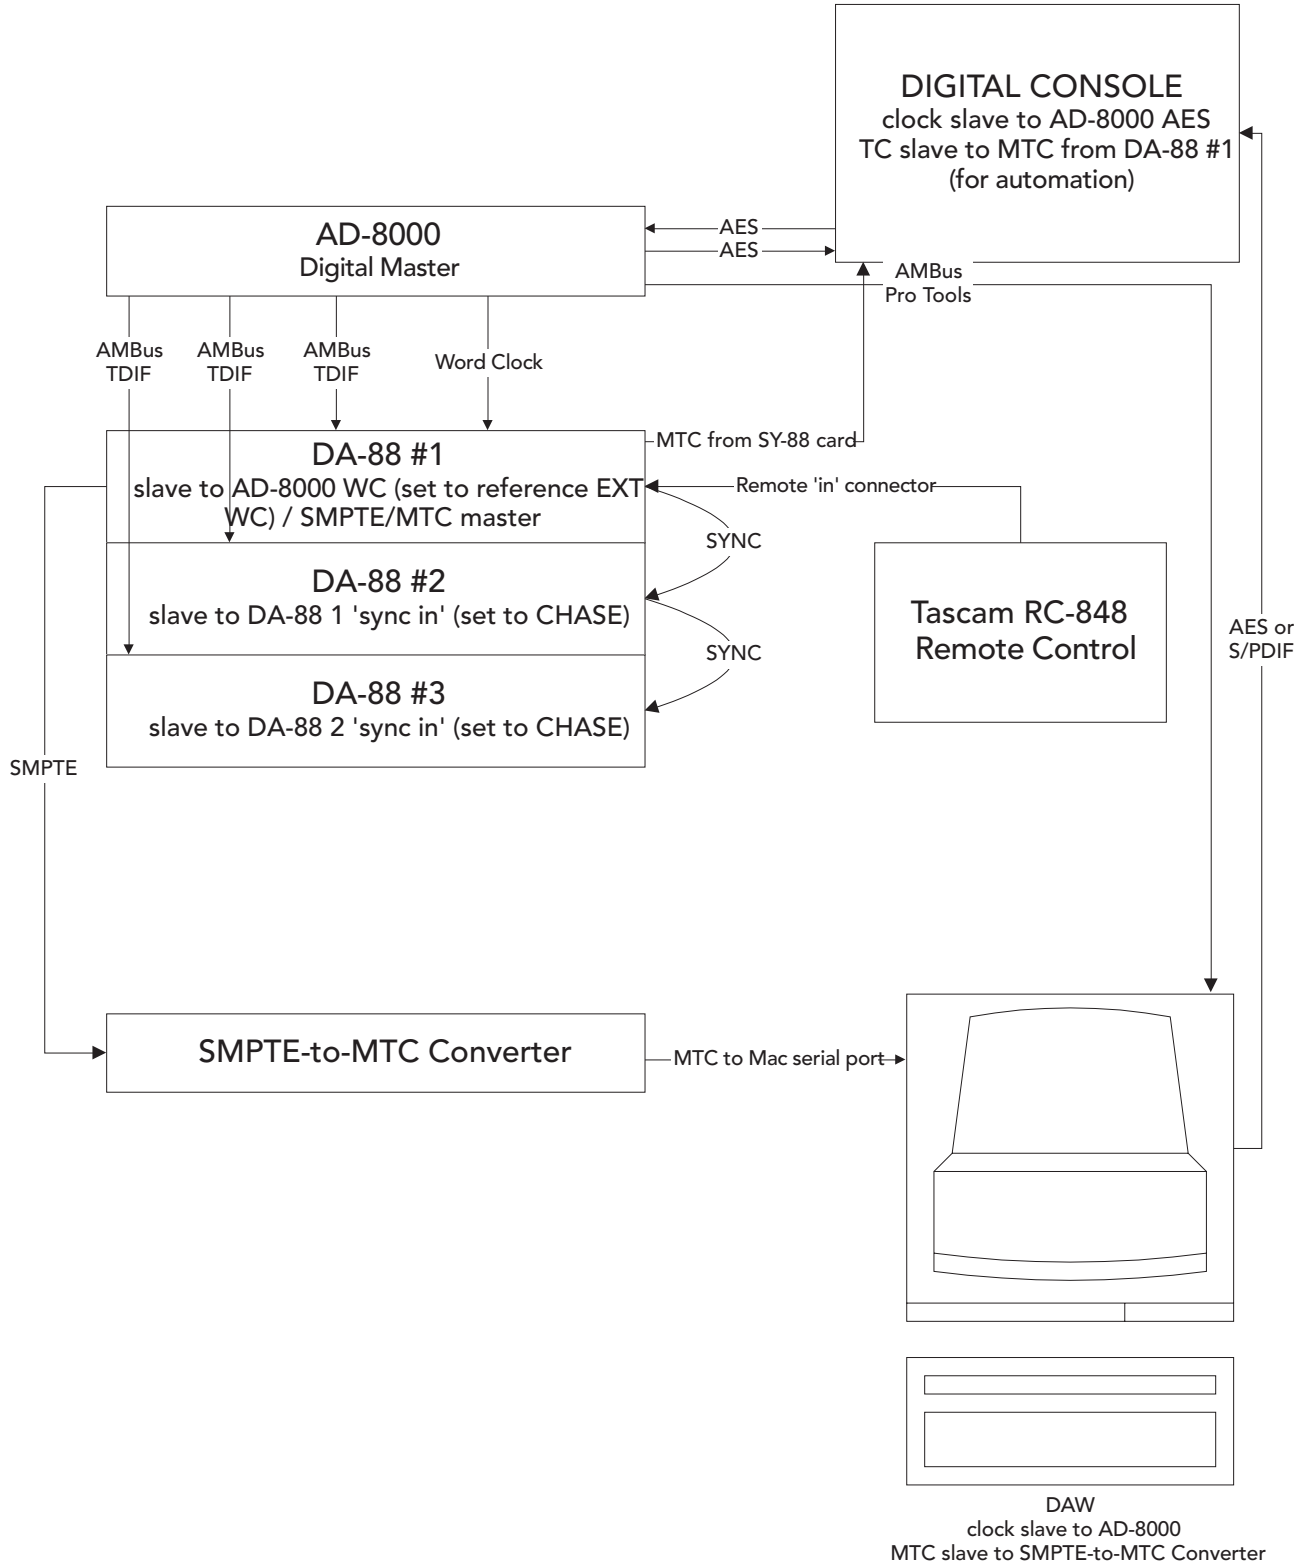 DIGITAL CONSOLE
clock slave to AD-8000 AES
TC slave to MTC from DA-88 #1
(for automation)
AD-8000
Digital Master
AES
AES
AMBus
Pro Tools
AMBus
TDIF
AMBus
TDIF
AMBus
TDIF
Word Clock
MTC from SY-88 card
DA-88 #1
slave to AD-8000 WC (set to reference EXT
WC) / SMPTE/MTC master
Remote 'in' connector
SYNC
DA-88 #2
slave to DA-88 1 'sync in' (set to CHASE)
Tascam RC-848
Remote Control
AES or
S/PDIF
SYNC
DA-88 #3
slave to DA-88 2 'sync in' (set to CHASE)
SMPTE
SMPTE-to-MTC Converter
MTC to Mac serial port
DAW
clock slave to AD-8000
MTC slave to SMPTE-to-MTC Converter